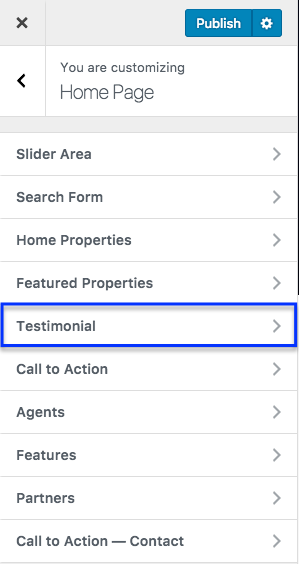 Publish
You are customizing
Home Page
Slider Area
Search Form
Home Properties
Featured Properties
Testimonial
Call to Action
Agents
Features
Partners
Call to Action — Contact